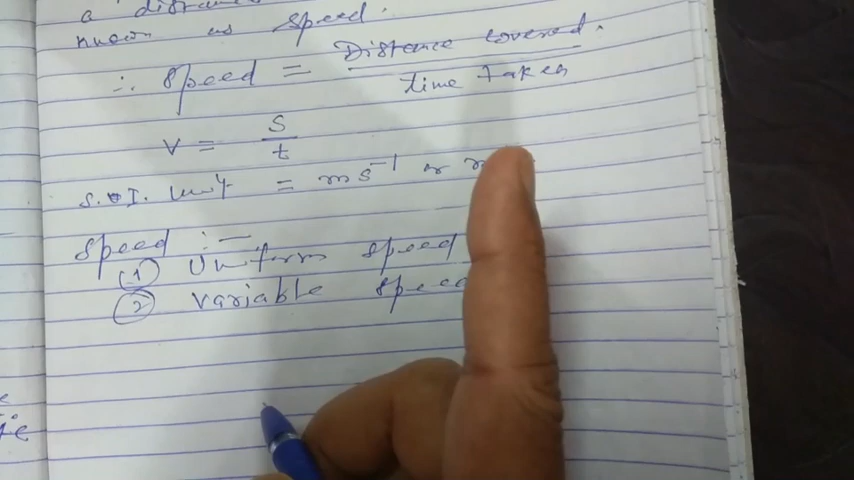 a distance
known as speed.
∴ speed = Distance covered. / time taken
v = s / t
S.I. Unit = ms⁻¹ or
speed :—
(1) Uniform speed
(2) variable speed